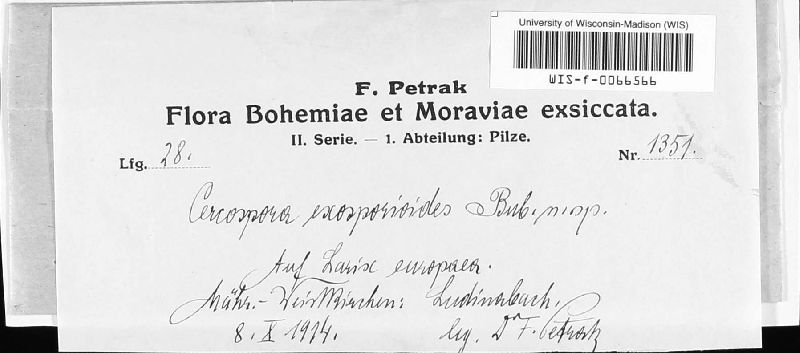 University of Wisconsin-Madison (WIS)
WIS-f-0066566
F. Petrak
Flora Bohemiae et Moraviae exsiccata.
II. Serie. — 1. Abteilung: Pilze.
Lfg. 28.
Nr. 1351.
Cercospora exosporioides Bub. n. sp.
Auf Larix europaea.
Mähr.-Weisskirchen: Ludinabach.
8. X 1914.
leg. Dr F. Petrak